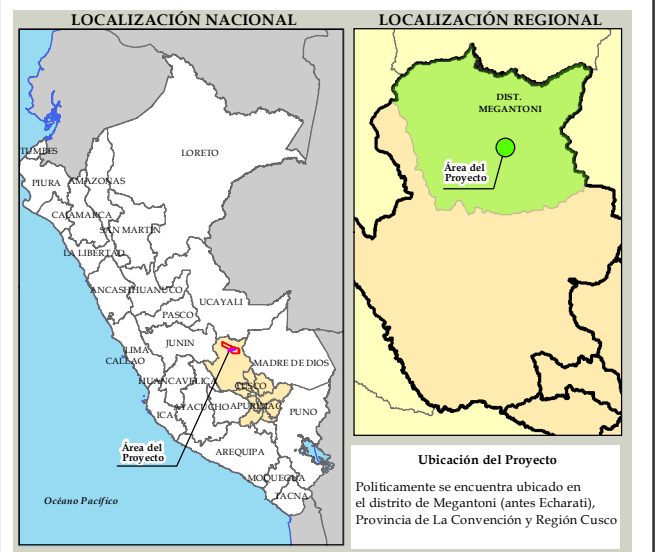 LOCALIZACIÓN NACIONAL
TUMBES
LORETO
PIURA
AMAZONAS
CAJAMARCA
SAN MARTÍN
LA LIBERTAD
ANCASH
HUANUCO
UCAYALI
PASCO
JUNIN
LIMA
CALLAO
MADRE DE DIOS
HUANCAVELICA
CUSCO
ICA
AYACUCHO
APURIMAC
PUNO
AREQUIPA
MOQUEGUA
TACNA
Área del
Proyecto
Océano Pacífico
LOCALIZACIÓN REGIONAL
DIST.
MEGANTONI
Área del
Proyecto
Ubicación del Proyecto
Politicamente se encuentra ubicado en
el distrito de Megantoni (antes Echarati),
Provincia de La Convención y Región Cusco